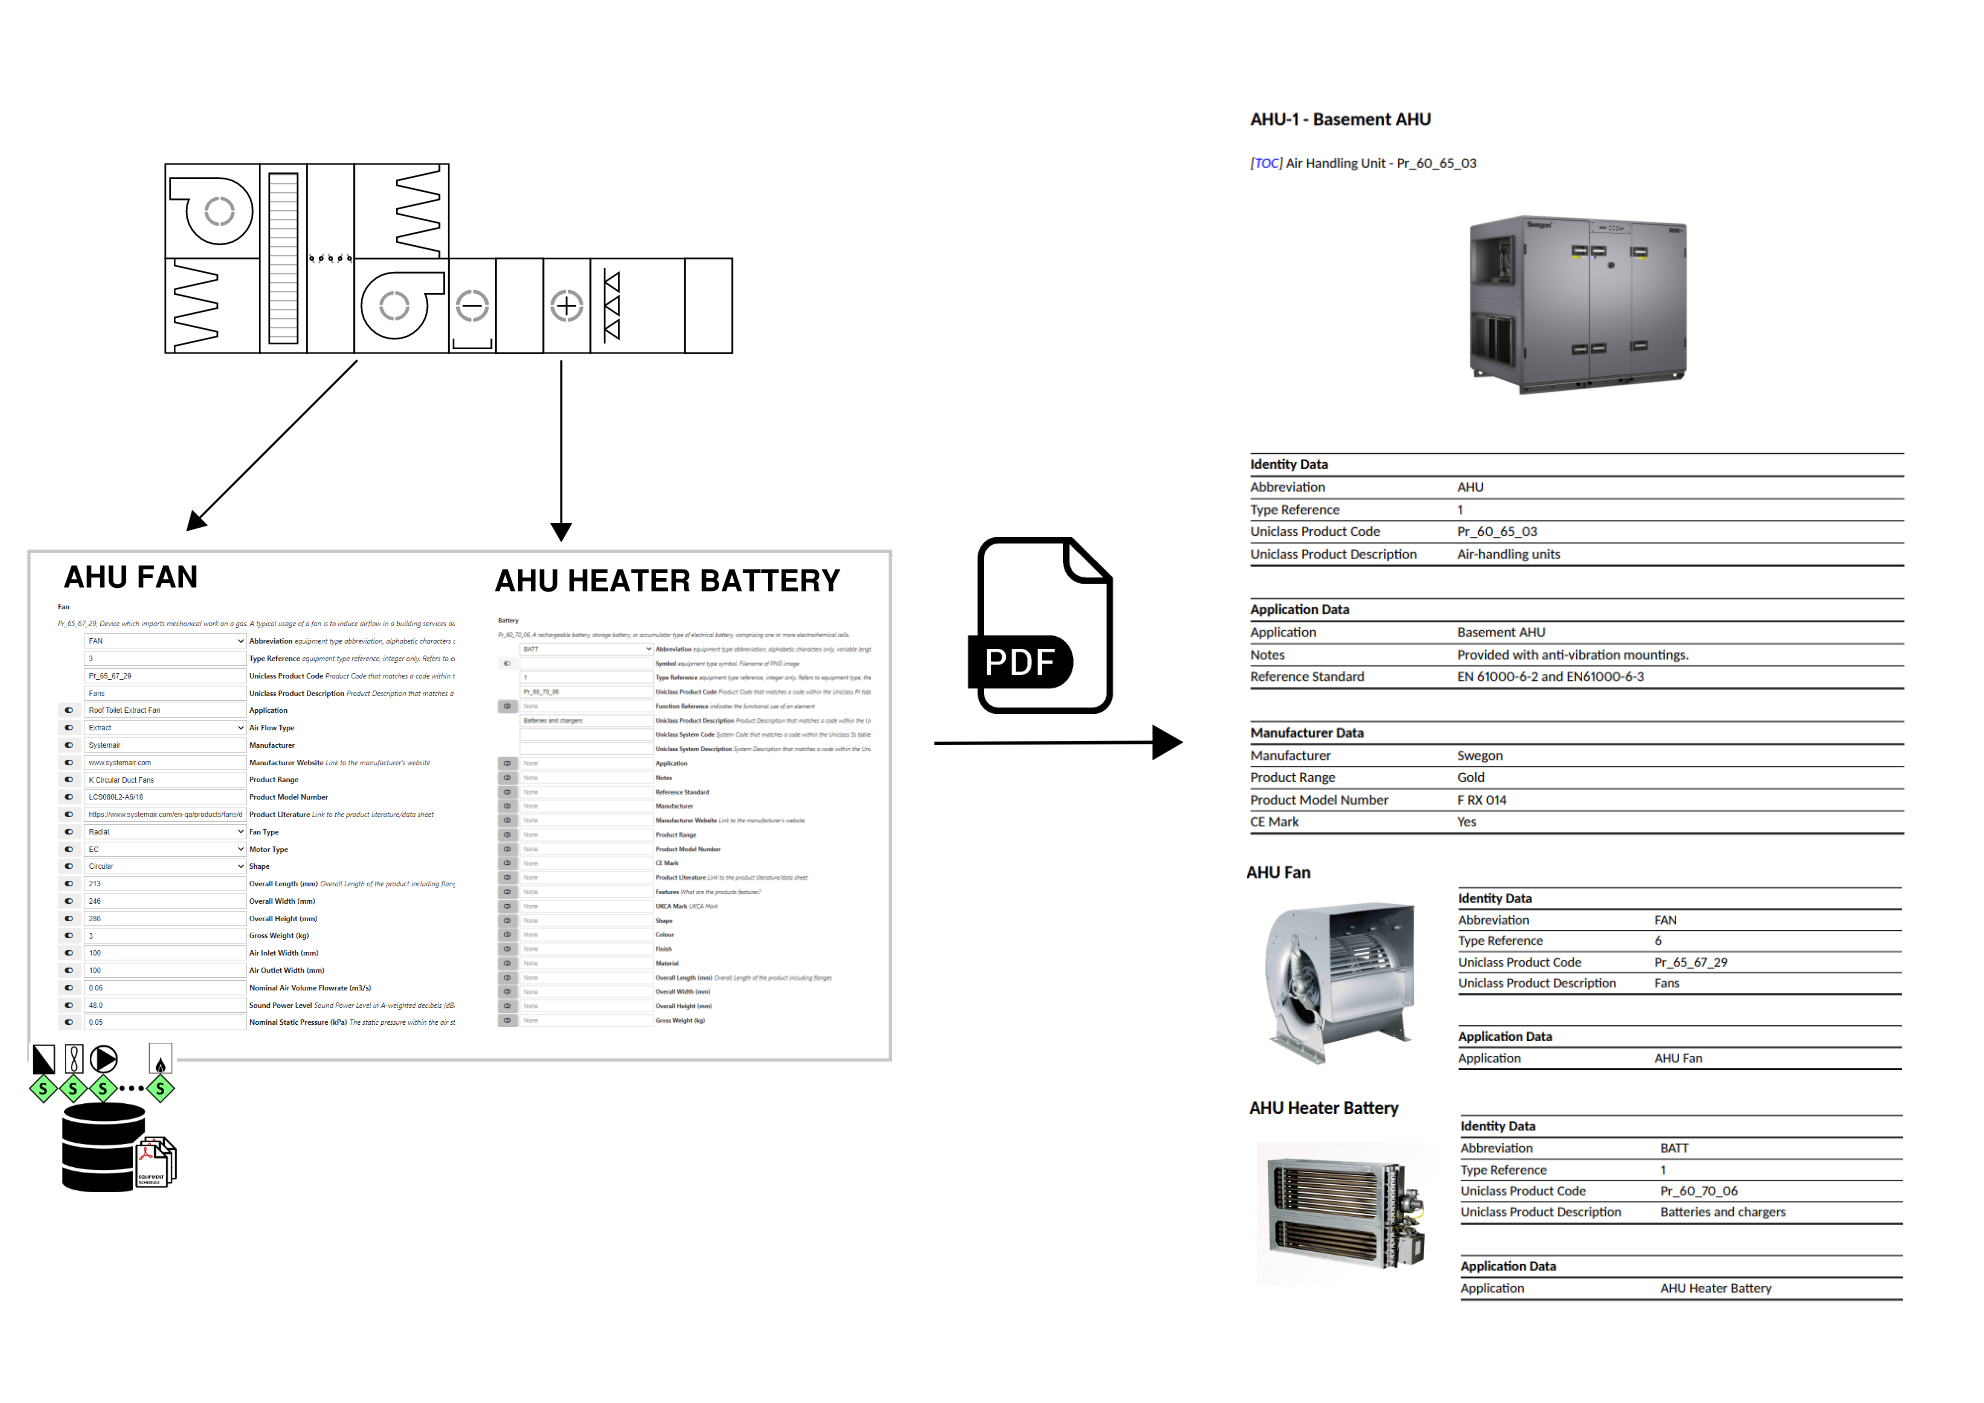 AHU FAN
Fan
Pr_65_67_29, Device which imparts mechanical work on a gas. A typical usage of a fan is to induce airflow in a building services
FAN Abbreviation equipment type abbreviation, alphabetic characters
3 Type Reference equipment type reference, integer only. Refers to
Pr_65_67_29 Uniclass Product Code Product Code that matches a code within
Fans Uniclass Product Description Product Description that matches a
Roof Toilet Extract Fan Application
Extract Air Flow Type
Systemair Manufacturer
www.systemair.com Manufacturer Website Link to the manufacturer's website
K Circular Duct Fans Product Range
LCS080L2-A6/18 Product Model Number
https://www.systemair.com/en-qa/products/fans/d Product Literature Link to the product literature/data sheet
Radial Fan Type
EC Motor Type
Circular Shape
213 Overall Length (mm) Overall Length of the product including
246 Overall Width (mm)
286 Overall Height (mm)
3 Gross Weight (kg)
100 Air Inlet Width (mm)
100 Air Outlet Width (mm)
0.06 Nominal Air Volume Flowrate (m3/s)
48.0 Sound Power Level Sound Power Level in A-weighted decibels
0.05 Nominal Static Pressure (kPa) The static pressure within the air
AHU HEATER BATTERY
Battery
Pr_60_70_06, A rechargeable battery, storage battery, or accumulator type of electrical battery, comprising one or more electrochemical cells.
BATT Abbreviation equipment type abbreviation, alphabetic characters only, variable
Symbol equipment type symbol. Filename of PNG image
1 Type Reference equipment type reference, integer only. Refers to equipment type, the
Pr_60_70_06 Uniclass Product Code Product Code that matches a code within the Uniclass Pr
None Function Reference indicates the functional use of an element
Batteries and chargers Uniclass Product Description Product Description that matches a code within the
Uniclass System Code System Code that matches a code within the Uniclass Ss
Uniclass System Description System Description that matches a code within the
None Application
None Notes
None Reference Standard
None Manufacturer
None Manufacturer Website Link to the manufacturer's website
None Product Range
None Product Model Number
None CE Mark
None Product Literature Link to the product literature/data sheet
None Features What are the products features?
None UKCA Mark UKCA Mark
None Shape
None Colour
None Finish
None Material
None Overall Length (mm) Overall Length of the product including flanges
None Overall Width (mm)
None Overall Height (mm)
None Gross Weight (kg)
S S S S
EQUIPMENT
SCHEDULE
PDF
AHU-1 - Basement AHU
[TOC] Air Handling Unit - Pr_60_65_03
Swegon
Identity Data
Abbreviation AHU
Type Reference 1
Uniclass Product Code Pr_60_65_03
Uniclass Product Description Air-handling units
Application Data
Application Basement AHU
Notes Provided with anti-vibration mountings.
Reference Standard EN 61000-6-2 and EN61000-6-3
Manufacturer Data
Manufacturer Swegon
Product Range Gold
Product Model Number F RX 014
CE Mark Yes
AHU Fan
Identity Data
Abbreviation FAN
Type Reference 6
Uniclass Product Code Pr_65_67_29
Uniclass Product Description Fans
Application Data
Application AHU Fan
AHU Heater Battery
Identity Data
Abbreviation BATT
Type Reference 1
Uniclass Product Code Pr_60_70_06
Uniclass Product Description Batteries and chargers
Application Data
Application AHU Heater Battery